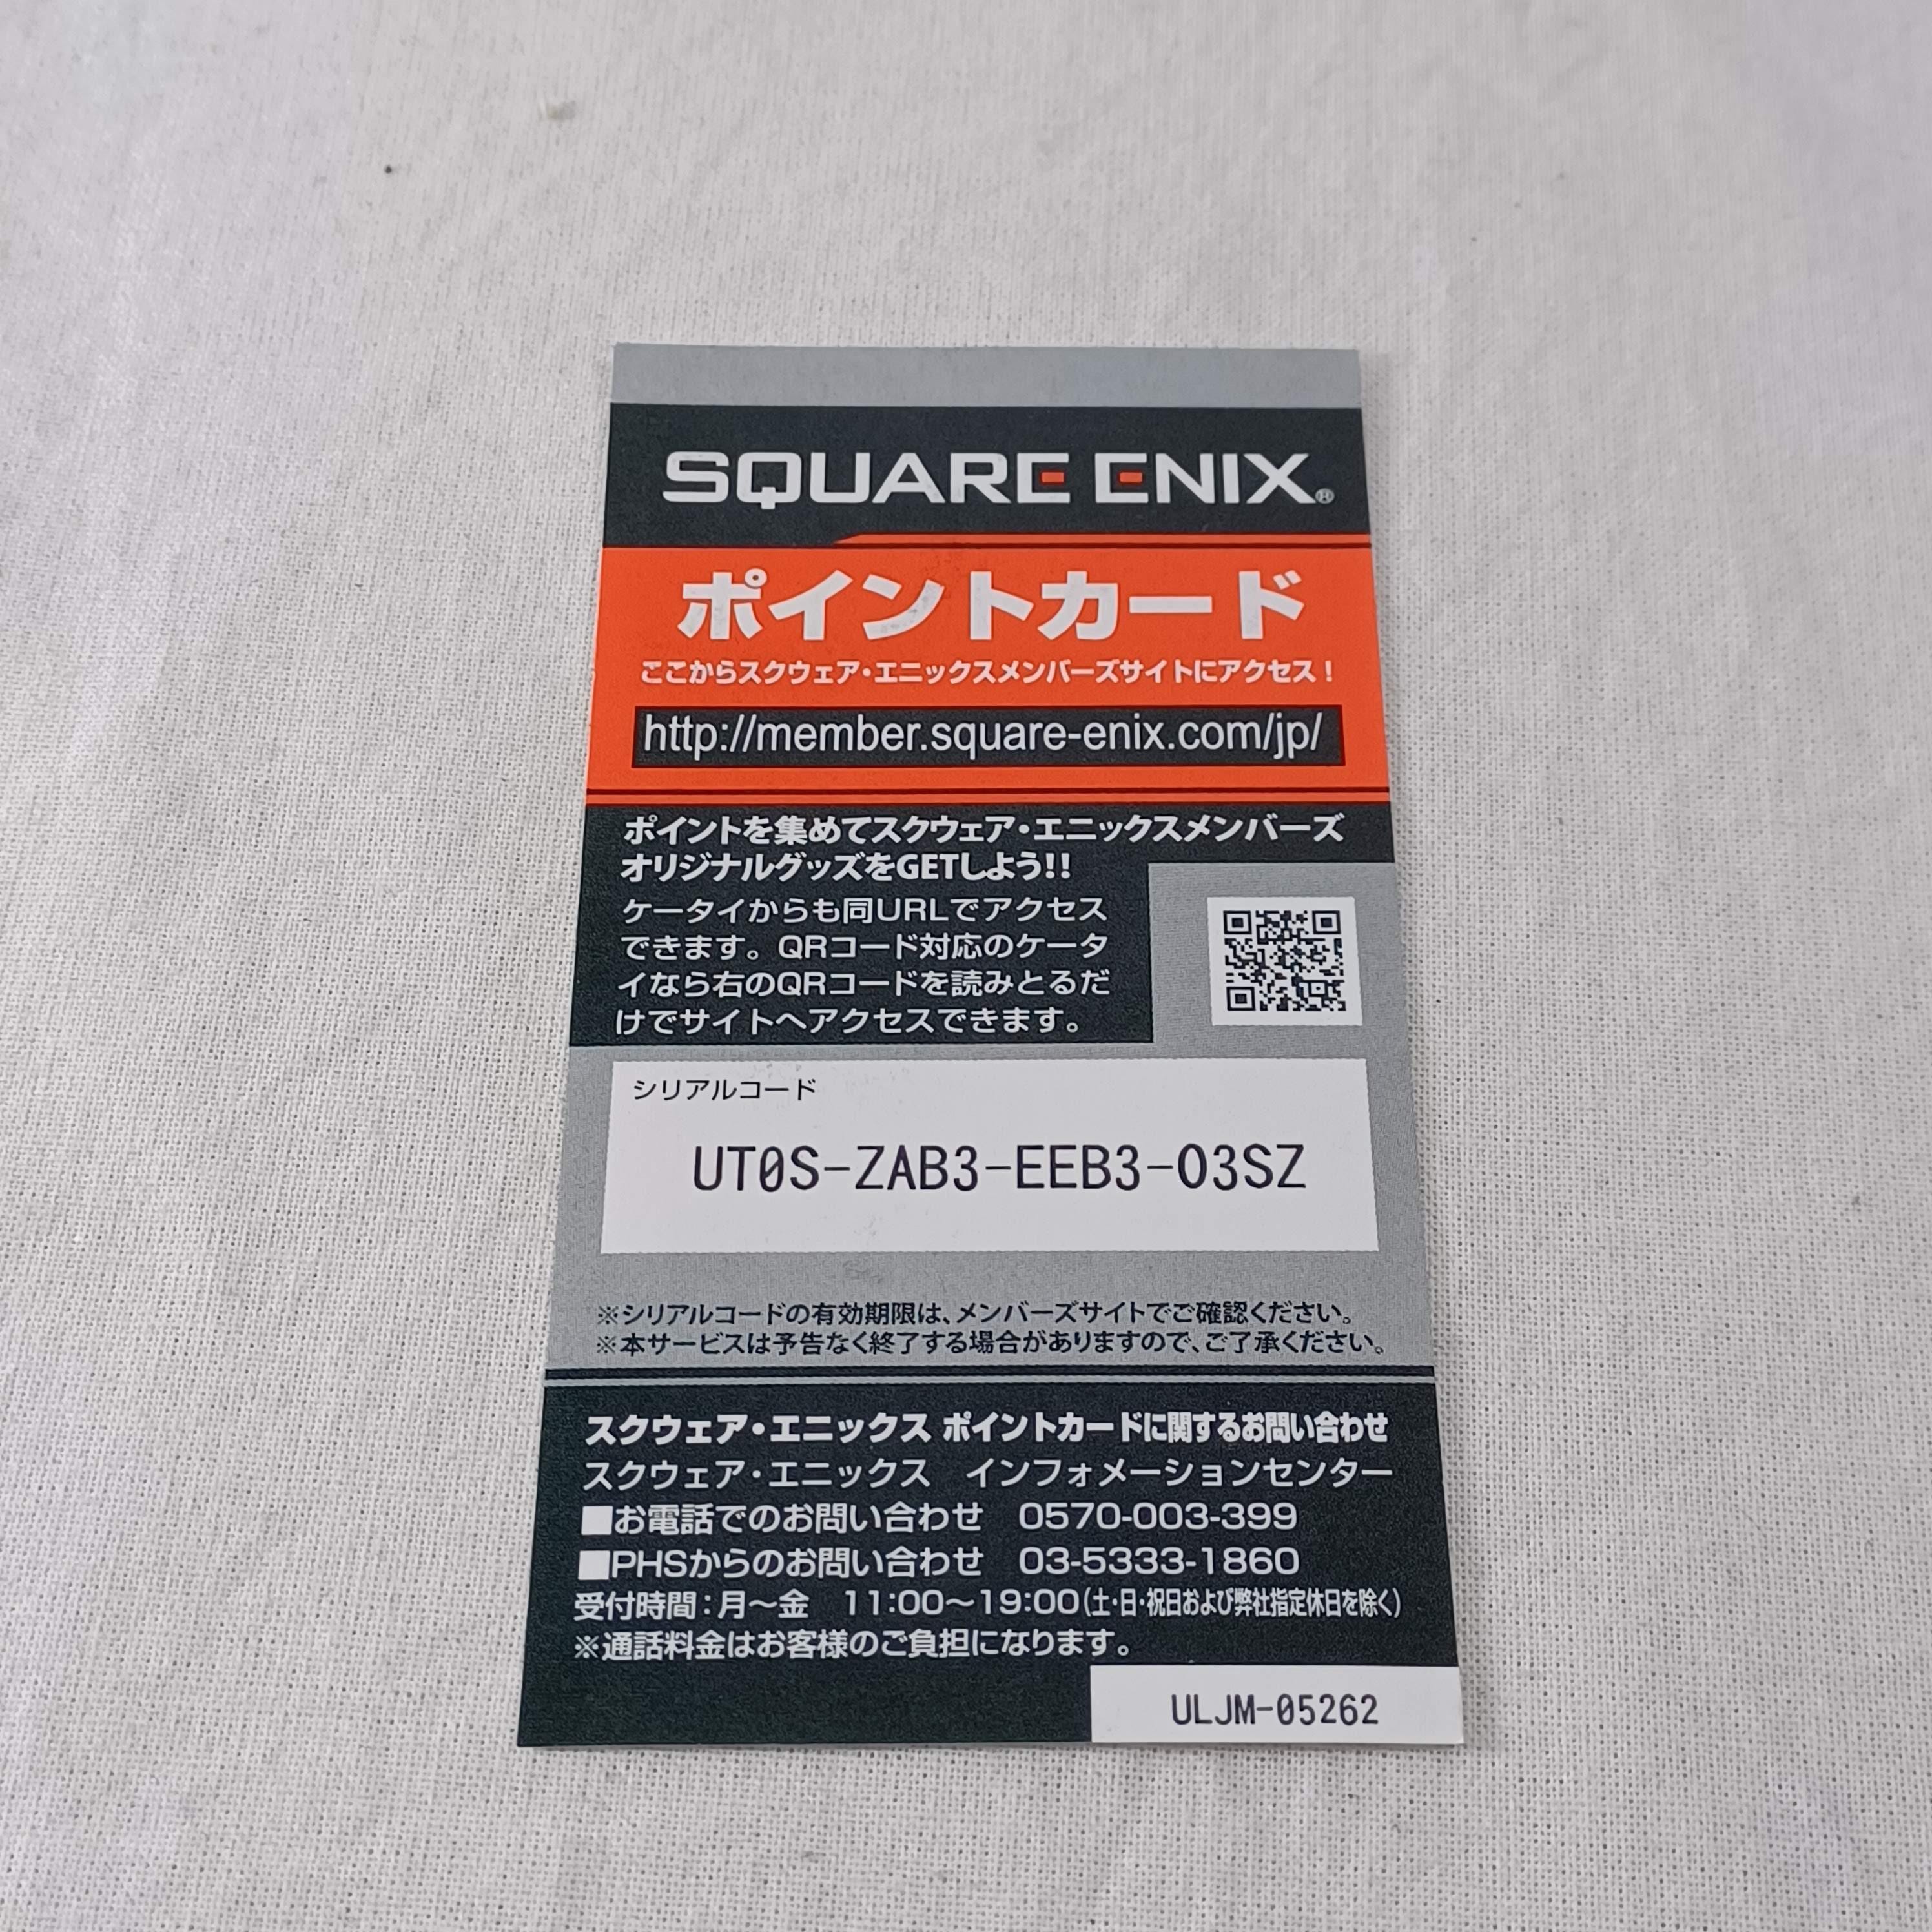 SQUARE ENIX®
ポイントカード
ここからスクウェア・エニックスメンバーズサイトにアクセス!
http://member.square-enix.com/jp/
ポイントを集めてスクウェア・エニックスメンバーズ
オリジナルグッズをGETしよう!!
ケータイからも同URLでアクセス
できます。QRコード対応のケータ
イなら右のQRコードを読みとるだ
けでサイトへアクセスできます。
シリアルコード
UT0S-ZAB3-EEB3-O3SZ
※シリアルコードの有効期限は、メンバーズサイトでご確認ください。
※本サービスは予告なく終了する場合がありますので、ご了承ください。
スクウェア・エニックス ポイントカードに関するお問い合わせ
スクウェア・エニックス　インフォメーションセンター
■お電話でのお問い合わせ　0570-003-399
■PHSからのお問い合わせ　03-5333-1860
受付時間：月〜金　11:00〜19:00(土・日・祝日および弊社指定休日を除く)
※通話料金はお客様のご負担になります。
ULJM-05262